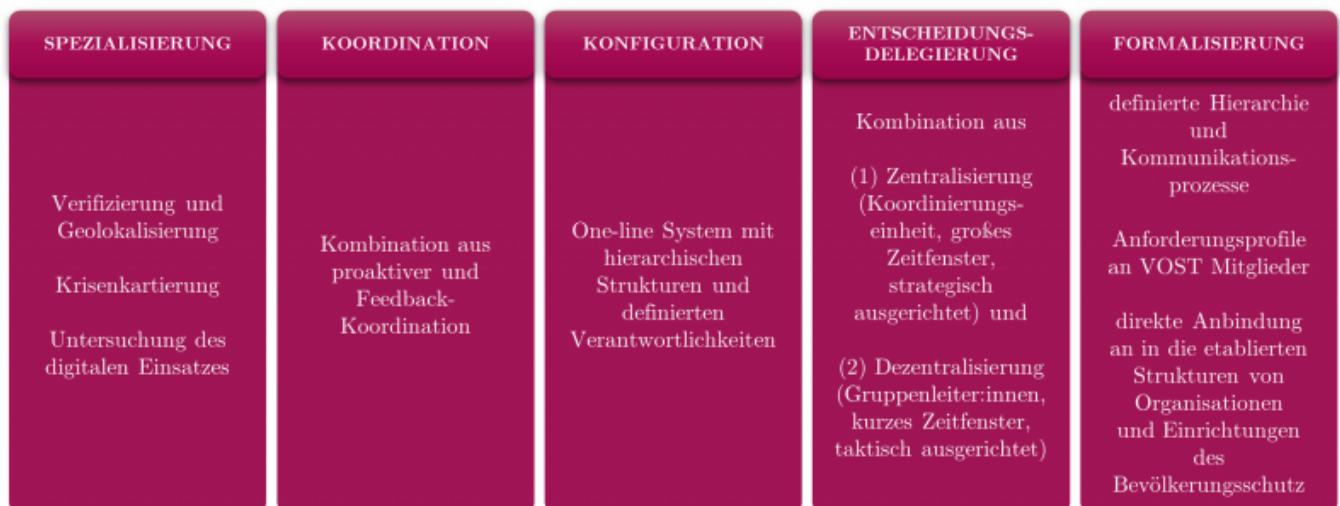 SPEZIALISIERUNG
Verifizierung und
Geolokalisierung
Krisenkartierung
Untersuchung des
digitalen Einsatzes
KOORDINATION
Kombination aus
proaktiver und
Feedback-
Koordination
KONFIGURATION
One-line System mit
hierarchischen
Strukturen und
definierten
Verantwortlichkeiten
ENTSCHEIDUNGS-
DELEGIERUNG
Kombination aus
(1) Zentralisierung
(Koordinierungs-
einheit, großes
Zeitfenster,
strategisch
ausgerichtet) und
(2) Dezentralisierung
(Gruppenleiter:innen,
kurzes Zeitfenster,
taktisch ausgerichtet)
FORMALISIERUNG
definierte Hierarchie
und
Kommunikations-
prozesse
Anforderungsprofile
an VOST Mitglieder
direkte Anbindung
an in die etablierten
Strukturen von
Organisationen
und Einrichtungen
des
Bevölkerungsschutz